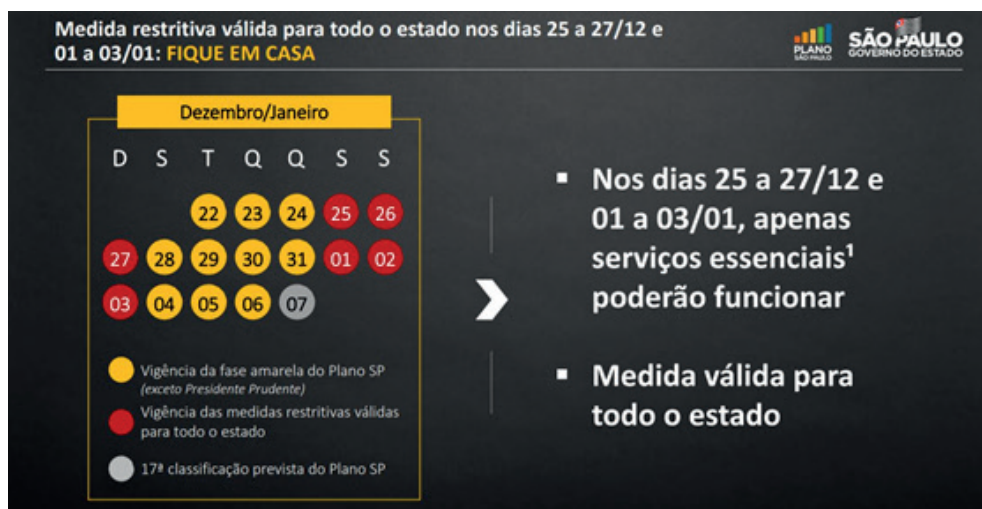 Medida restritiva válida para todo o estado nos dias 25 a 27/12 e
01 a 03/01: FIQUE EM CASA
PLANO
SÃO PAULO
SÃO PAULO
GOVERNO DO ESTADO
Dezembro/Janeiro
D S T Q Q S S
22 23 24 25 26
27 28 29 30 31 01 02
03 04 05 06 07
Vigência da fase amarela do Plano SP
(exceto Presidente Prudente)
Vigência das medidas restritivas válidas
para todo o estado
17ª classificação prevista do Plano SP
▪ Nos dias 25 a 27/12 e
01 a 03/01, apenas
serviços essenciais¹
poderão funcionar
▪ Medida válida para
todo o estado